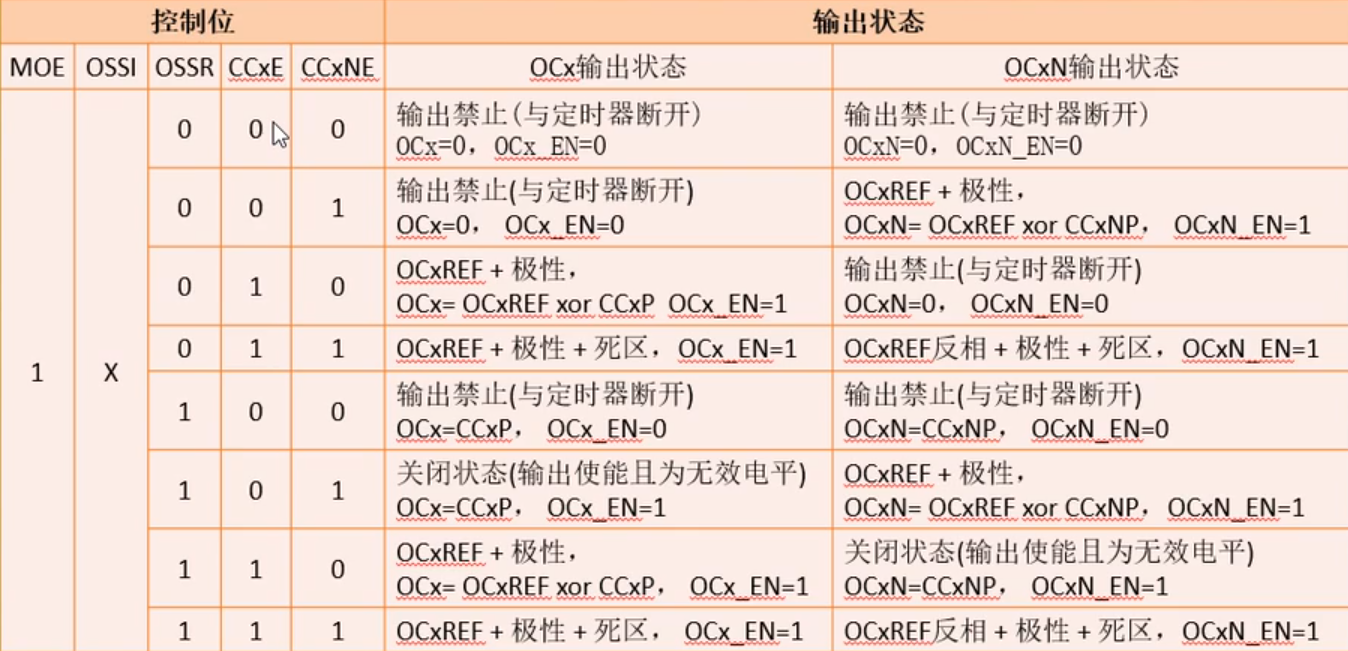 控制位 输出状态
MOE OSSI OSSR CCxE CCxNE OCx输出状态 OCxN输出状态
1 X
0 0 0 输出禁止(与定时器断开) 输出禁止(与定时器断开)
OCx=0, OCx_EN=0 OCxN=0, OCxN_EN=0
0 0 1 输出禁止(与定时器断开) OCxREF + 极性,
OCx=0, OCx_EN=0 OCxN= OCxREF xor CCxNP, OCxN_EN=1
0 1 0 OCxREF + 极性, 输出禁止(与定时器断开)
OCx= OCxREF xor CCxP OCx_EN=1 OCxN=0, OCxN_EN=0
0 1 1 OCxREF + 极性 + 死区, OCx_EN=1 OCxREF反相 + 极性 + 死区, OCxN_EN=1
1 0 0 输出禁止(与定时器断开) 输出禁止(与定时器断开)
OCx=CCxP, OCx_EN=0 OCxN=CCxNP, OCxN_EN=0
1 0 1 关闭状态(输出使能且为无效电平) OCxREF + 极性,
OCx=CCxP, OCx_EN=1 OCxN= OCxREF xor CCxNP, OCxN_EN=1
1 1 0 OCxREF + 极性, 关闭状态(输出使能且为无效电平)
OCx= OCxREF xor CCxP, OCx_EN=1 OCxN=CCxNP, OCxN_EN=1
1 1 1 OCxREF + 极性 + 死区, OCx_EN=1 OCxREF反相 + 极性 + 死区, OCxN_EN=1